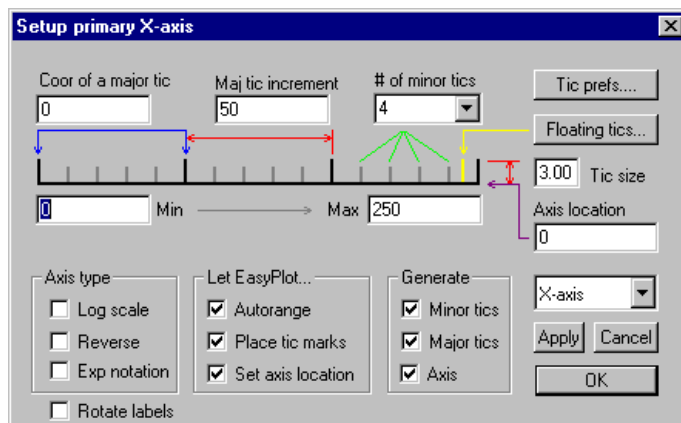 Setup primary X-axis
Coor of a major tic
Maj tic increment
# of minor tics
Tic prefs....
0
50
4
Floating tics...
3.00 Tic size
0 Min Max 250
Axis location
0
Axis type
Let EasyPlot...
Generate
X-axis
Log scale
Autorange
Minor tics
Reverse
Place tic marks
Major tics
Apply Cancel
Exp notation
Set axis location
Axis
OK
Rotate labels